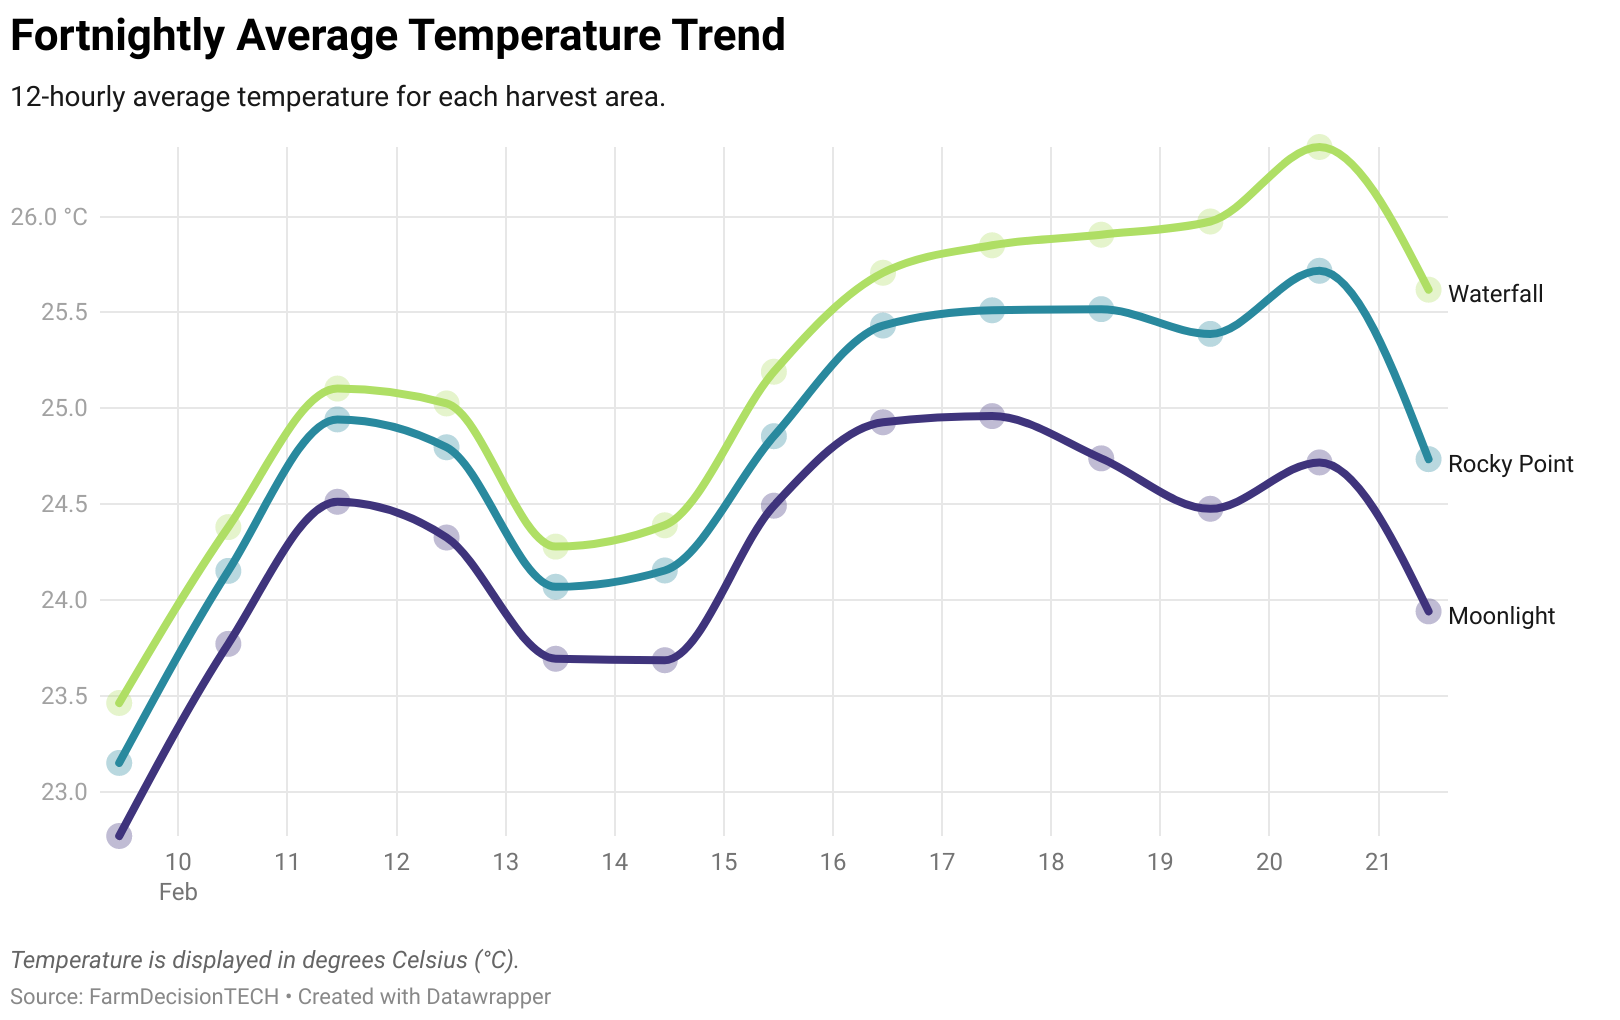 Fortnightly Average Temperature Trend
12-hourly average temperature for each harvest area.
26.0 °C
25.5
25.0
24.5
24.0
23.5
23.0
Waterfall
Rocky Point
Moonlight
10 11 12 13 14 15 16 17 18 19 20 21
Feb
Temperature is displayed in degrees Celsius (°C).
Source: FarmDecisionTECH • Created with Datawrapper